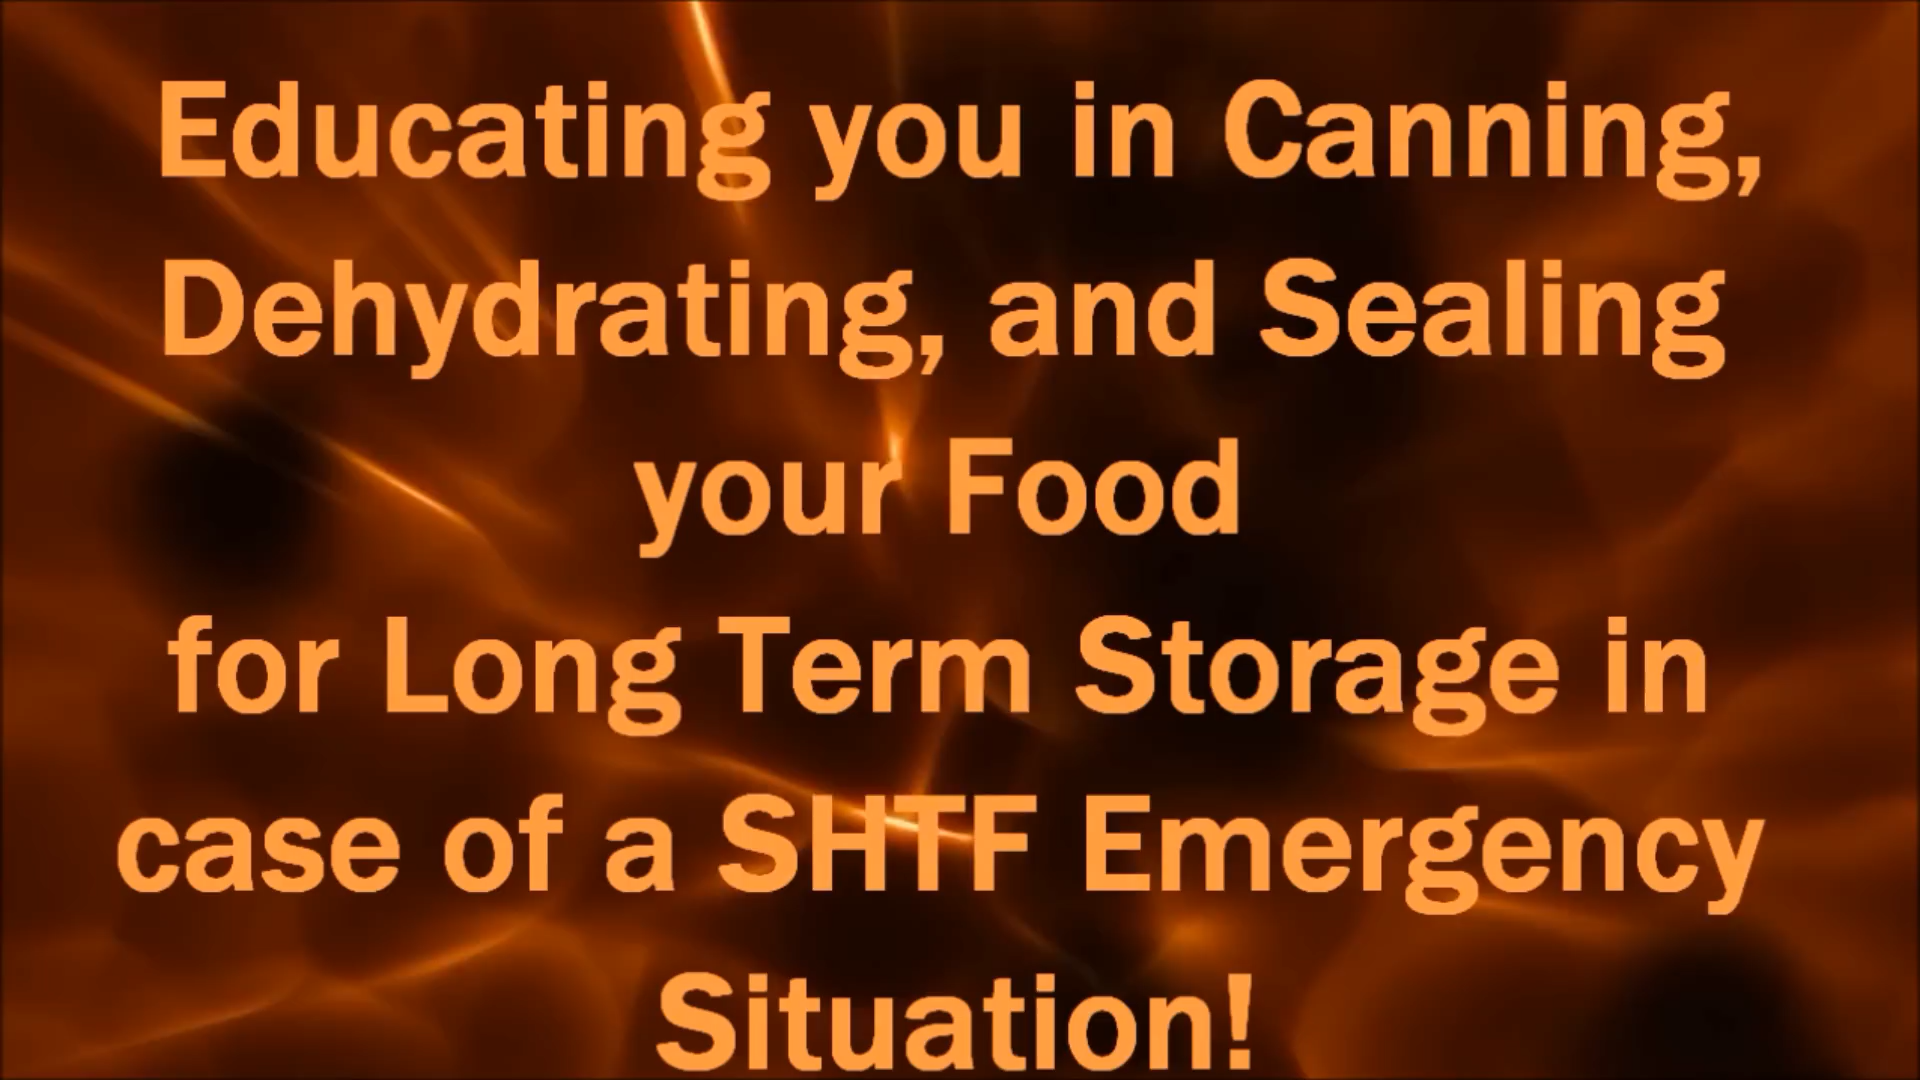 Educating you in Canning,
Dehydrating, and Sealing
your Food
for Long Term Storage in
case of a SHTF Emergency
Situation!